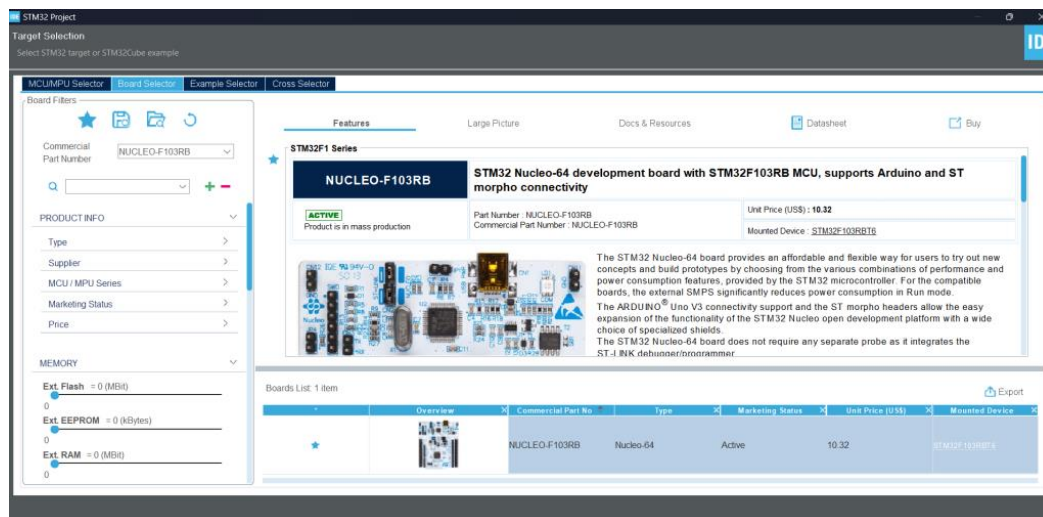 IDE STM32 Project
Target Selection
Select STM32 target or STM32Cube example
MCU/MPU Selector Board Selector Example Selector Cross Selector
Board Filters
Commercial
Part Number
NUCLEO-F103RB
PRODUCT INFO
Type
Supplier
MCU / MPU Series
Marketing Status
Price
MEMORY
Ext. Flash = 0 (MBit)
0
Ext. EEPROM = 0 (kBytes)
0
Ext. RAM = 0 (MBit)
0
Features Large Picture Docs & Resources Datasheet Buy
STM32F1 Series
NUCLEO-F103RB
STM32 Nucleo-64 development board with STM32F103RB MCU, supports Arduino and ST
morpho connectivity
ACTIVE
Product is in mass production
Part Number : NUCLEO-F103RB
Commercial Part Number : NUCLEO-F103RB
Unit Price (US$) : 10.32
Mounted Device : STM32F103RBT6
The STM32 Nucleo-64 board provides an affordable and flexible way for users to try out new
concepts and build prototypes by choosing from the various combinations of performance and
power consumption features, provided by the STM32 microcontroller. For the compatible
boards, the external SMPS significantly reduces power consumption in Run mode.
The ARDUINO® Uno V3 connectivity support and the ST morpho headers allow the easy
expansion of the functionality of the STM32 Nucleo open development platform with a wide
choice of specialized shields.
The STM32 Nucleo-64 board does not require any separate probe as it integrates the
ST-LINK debugger/programmer
Boards List: 1 item
Export
* Overview Commercial Part No Type Marketing Status Unit Price (US$) Mounted Device
NUCLEO-F103RB Nucleo-64 Active 10.32 STM32F103RBT6